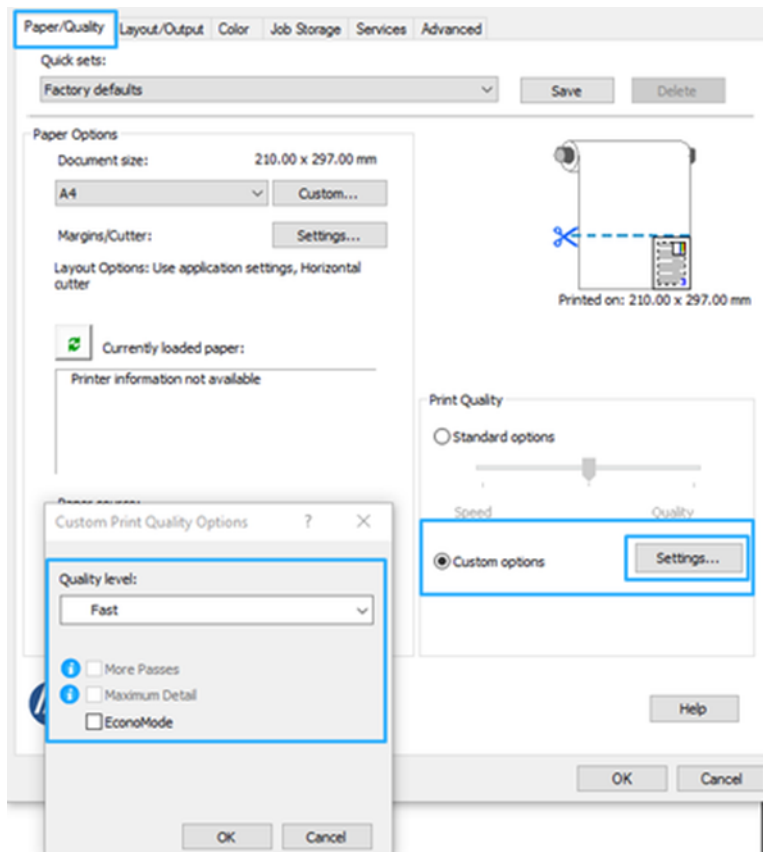 Paper/Quality Layout/Output Color Job Storage Services Advanced
Quick sets:
Factory defaults Save Delete
Paper Options
Document size: 210.00 x 297.00 mm
A4 Custom...
Margins/Cutter: Settings...
Layout Options: Use application settings, Horizontal
cutter
Printed on: 210.00 x 297.00 mm
Currently loaded paper:
Printer information not available
Print Quality
Standard options
Speed Quality
Custom options Settings...
Paper source:
Custom Print Quality Options ? ×
Quality level:
Fast
More Passes
Maximum Detail
EconoMode
OK Cancel
Help
OK Cancel